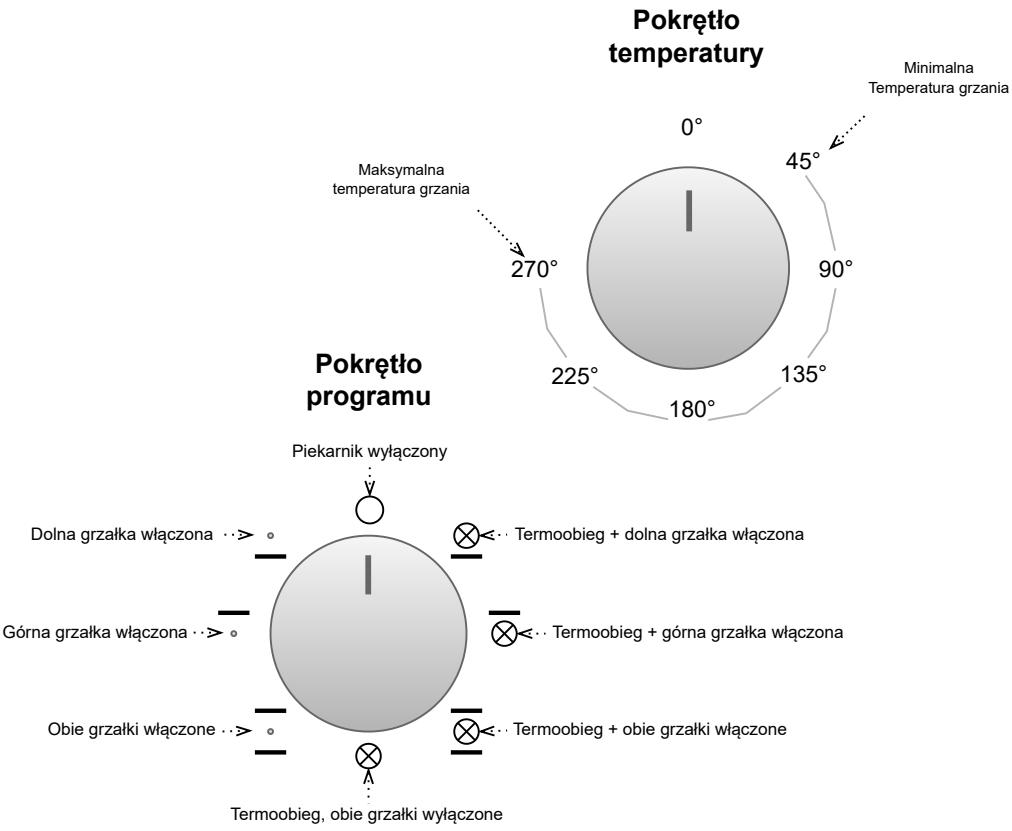 Pokrętło
temperatury
Minimalna
Temperatura grzania
0°
45°
Maksymalna
temperatura grzania
270°
90°
225°
135°
180°
Pokrętło
programu
Piekarnik wyłączony
Dolna grzałka włączona
Termoobieg + dolna grzałka włączona
Górna grzałka włączona
Termoobieg + górna grzałka włączona
Obie grzałki włączone
Termoobieg + obie grzałki włączone
Termoobieg, obie grzałki wyłączone